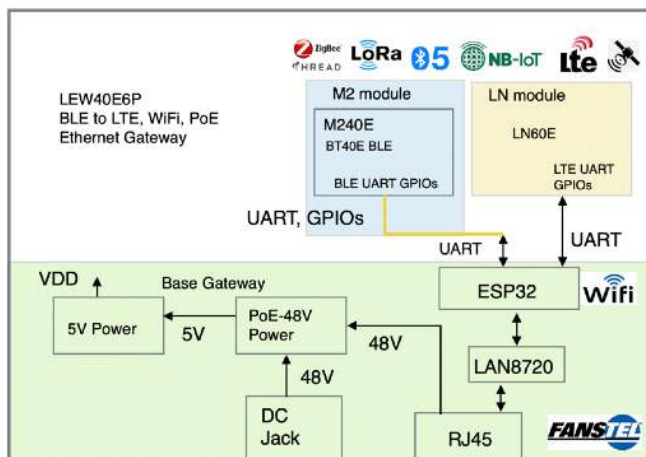 ZigBee
THREAD
LoRa
5
NB-IoT
Lte
LEW40E6P
BLE to LTE, WiFi, PoE
Ethernet Gateway
M2 module
M240E
BT40E BLE
BLE UART GPIOs
LN module
LN60E
LTE UART
GPIOs
UART, GPIOs
UART
UART
VDD
Base Gateway
ESP32
Wifi
5V Power
5V
PoE-48V
Power
48V
LAN8720
48V
DC
Jack
RJ45
FANSTEL